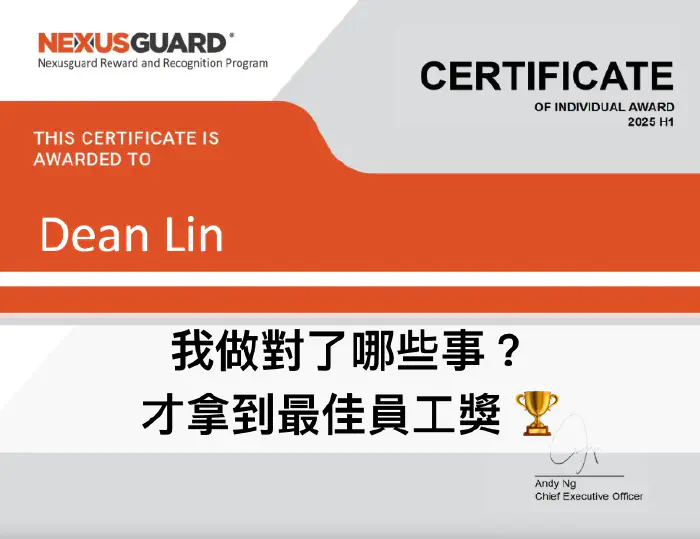 NEXUSGUARD®
Nexusguard Reward and Recognition Program
CERTIFICATE
OF INDIVIDUAL AWARD
2025 H1
THIS CERTIFICATE IS
AWARDED TO
Dean Lin
我做對了哪些事？
才拿到最佳員工獎🏆
Andy Ng
Chief Executive Officer